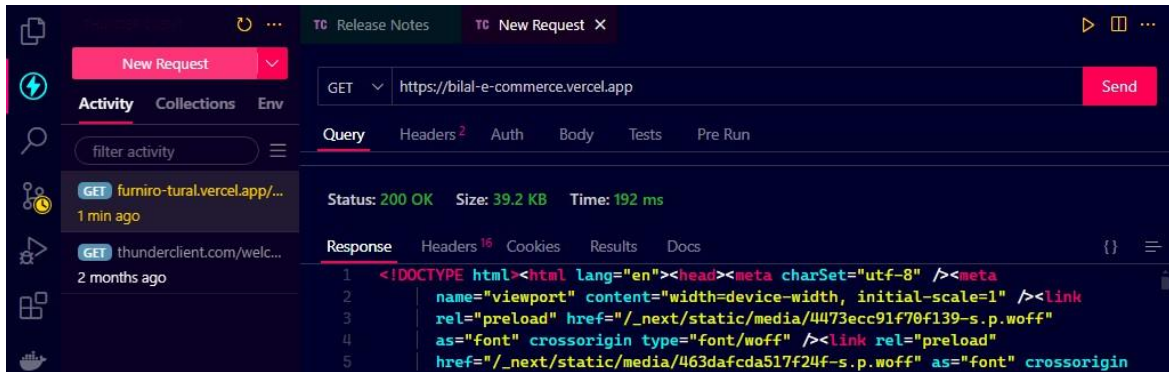 TC Release Notes
TC New Request
New Request
GET
https://bilal-e-commerce.vercel.app
Send
Activity
Collections
Env
Query
Headers 2
Auth
Body
Tests
Pre Run
filter activity
GET furniro-tural.vercel.app/...
1 min ago
GET thunderclient.com/welc...
2 months ago
Status: 200 OK Size: 39.2 KB Time: 192 ms
Response
Headers 16
Cookies
Results
Docs
{}
1 <!DOCTYPE html><html lang="en"><head><meta charSet="utf-8" /><meta
2 name="viewport" content="width=device-width, initial-scale=1" /><link
3 rel="preload" href="/_next/static/media/4473ecc91f70f139-s.p.woff"
4 as="font" crossorigin type="font/woff" /><link rel="preload"
5 href="/_next/static/media/463dafcda517f24f-s.p.woff" as="font" crossorigin